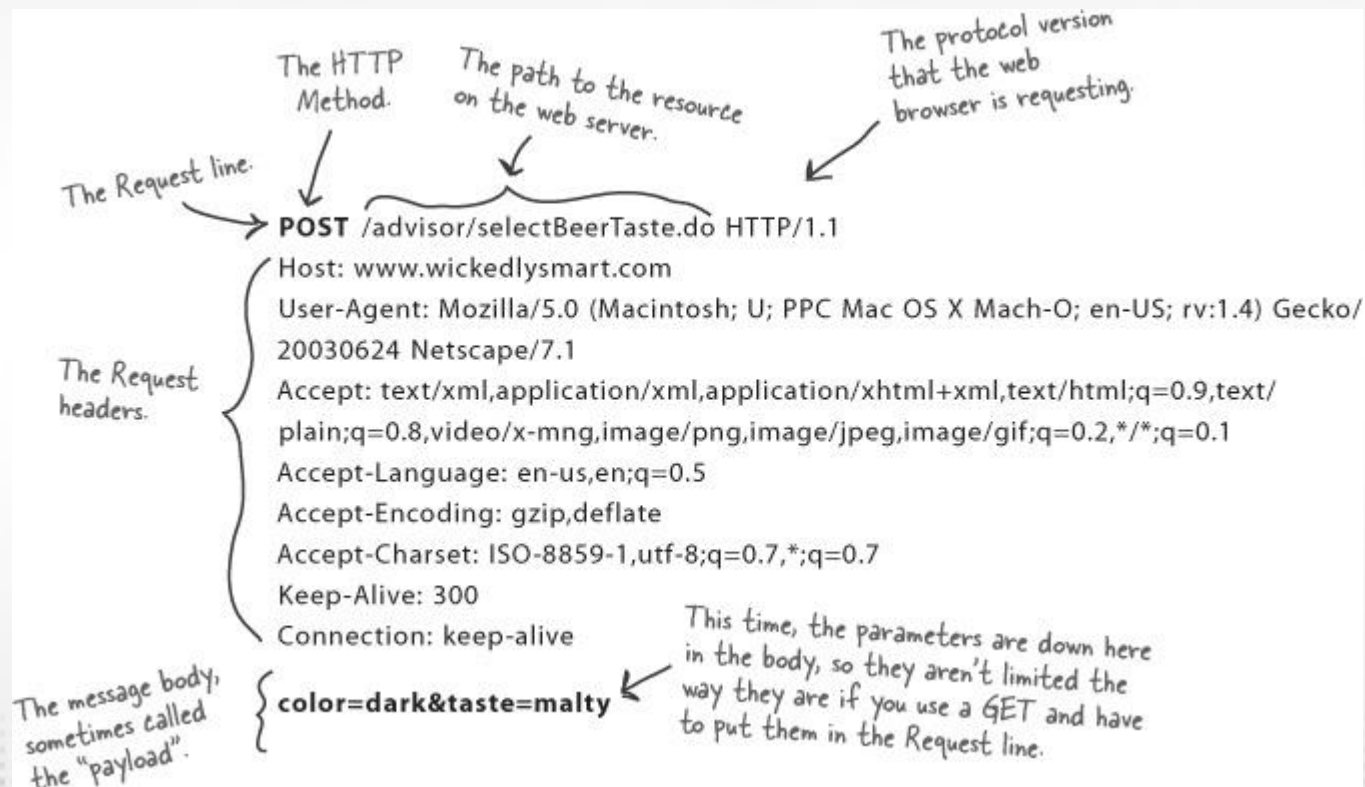 The HTTP
Method.
The path to the resource
on the web server.
The protocol version
that the web
browser is requesting.
The Request line.
POST /advisor/selectBeerTaste.do HTTP/1.1
Host: www.wickedlysmart.com
User-Agent: Mozilla/5.0 (Macintosh; U; PPC Mac OS X Mach-O; en-US; rv:1.4) Gecko/
20030624 Netscape/7.1
Accept: text/xml,application/xml,application/xhtml+xml,text/html;q=0.9,text/
plain;q=0.8,video/x-mng,image/png,image/jpeg,image/gif;q=0.2,*/*;q=0.1
Accept-Language: en-us,en;q=0.5
Accept-Encoding: gzip,deflate
Accept-Charset: ISO-8859-1,utf-8;q=0.7,*;q=0.7
Keep-Alive: 300
Connection: keep-alive
The Request
headers.
color=dark&taste=malty
The message body,
sometimes called
the "payload".
This time, the parameters are down here
in the body, so they aren't limited the
way they are if you use a GET and have
to put them in the Request line.